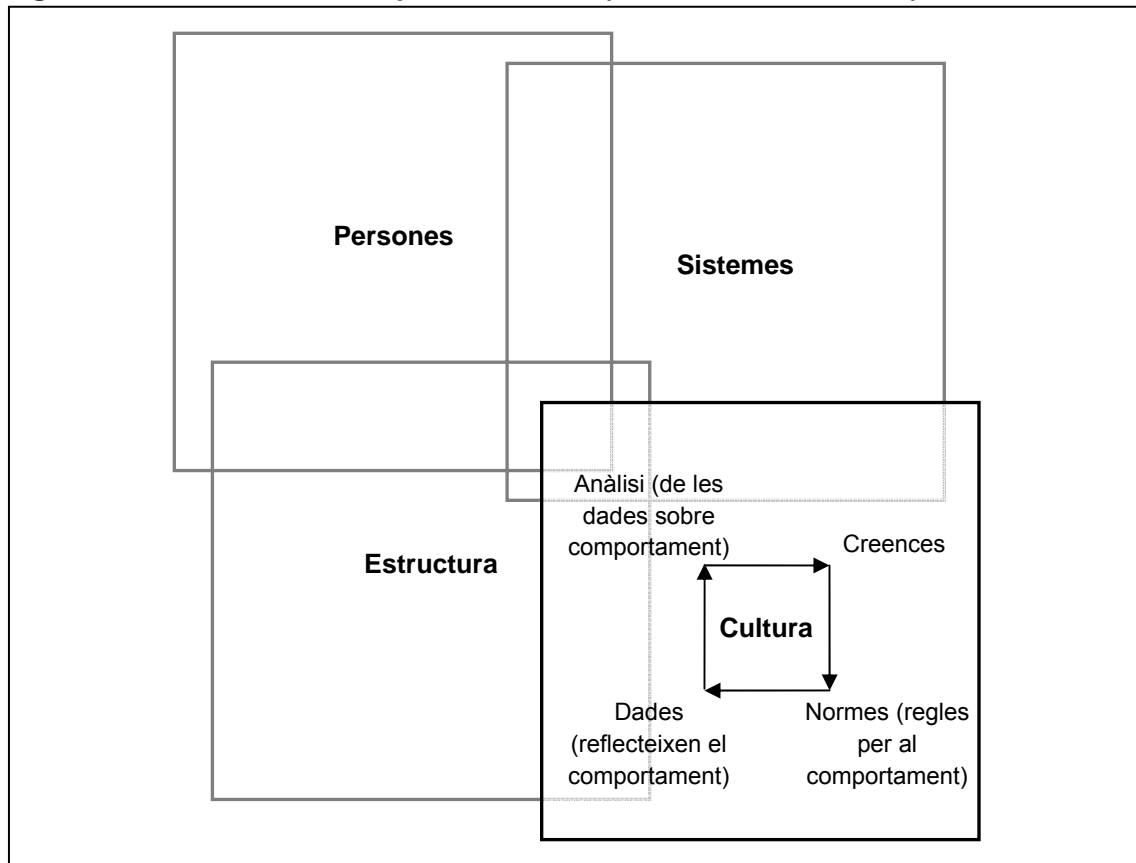 Persones
Sistemes
Estructura
Anàlisi (de les
dades sobre
comportament)
Creences
Cultura
Dades
(reflecteixen el
comportament)
Normes (regles
per al
comportament)